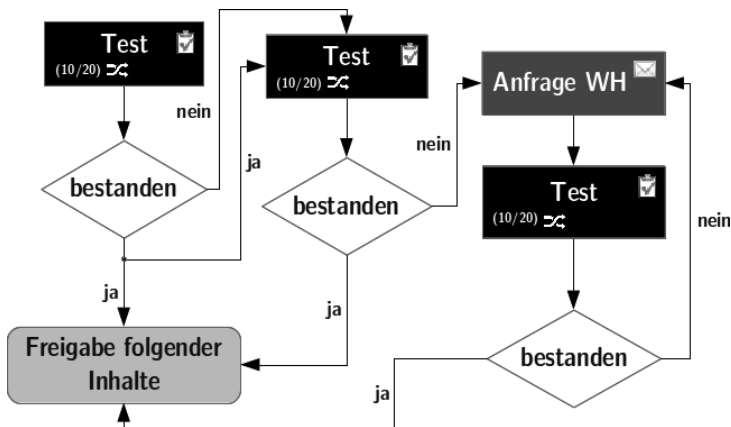 Test
(10/20)
nein
bestanden
ja
ja
Test
(10/20)
nein
bestanden
ja
Anfrage WH
Test
(10/20)
nein
bestanden
ja
Freigabe folgender
Inhalte